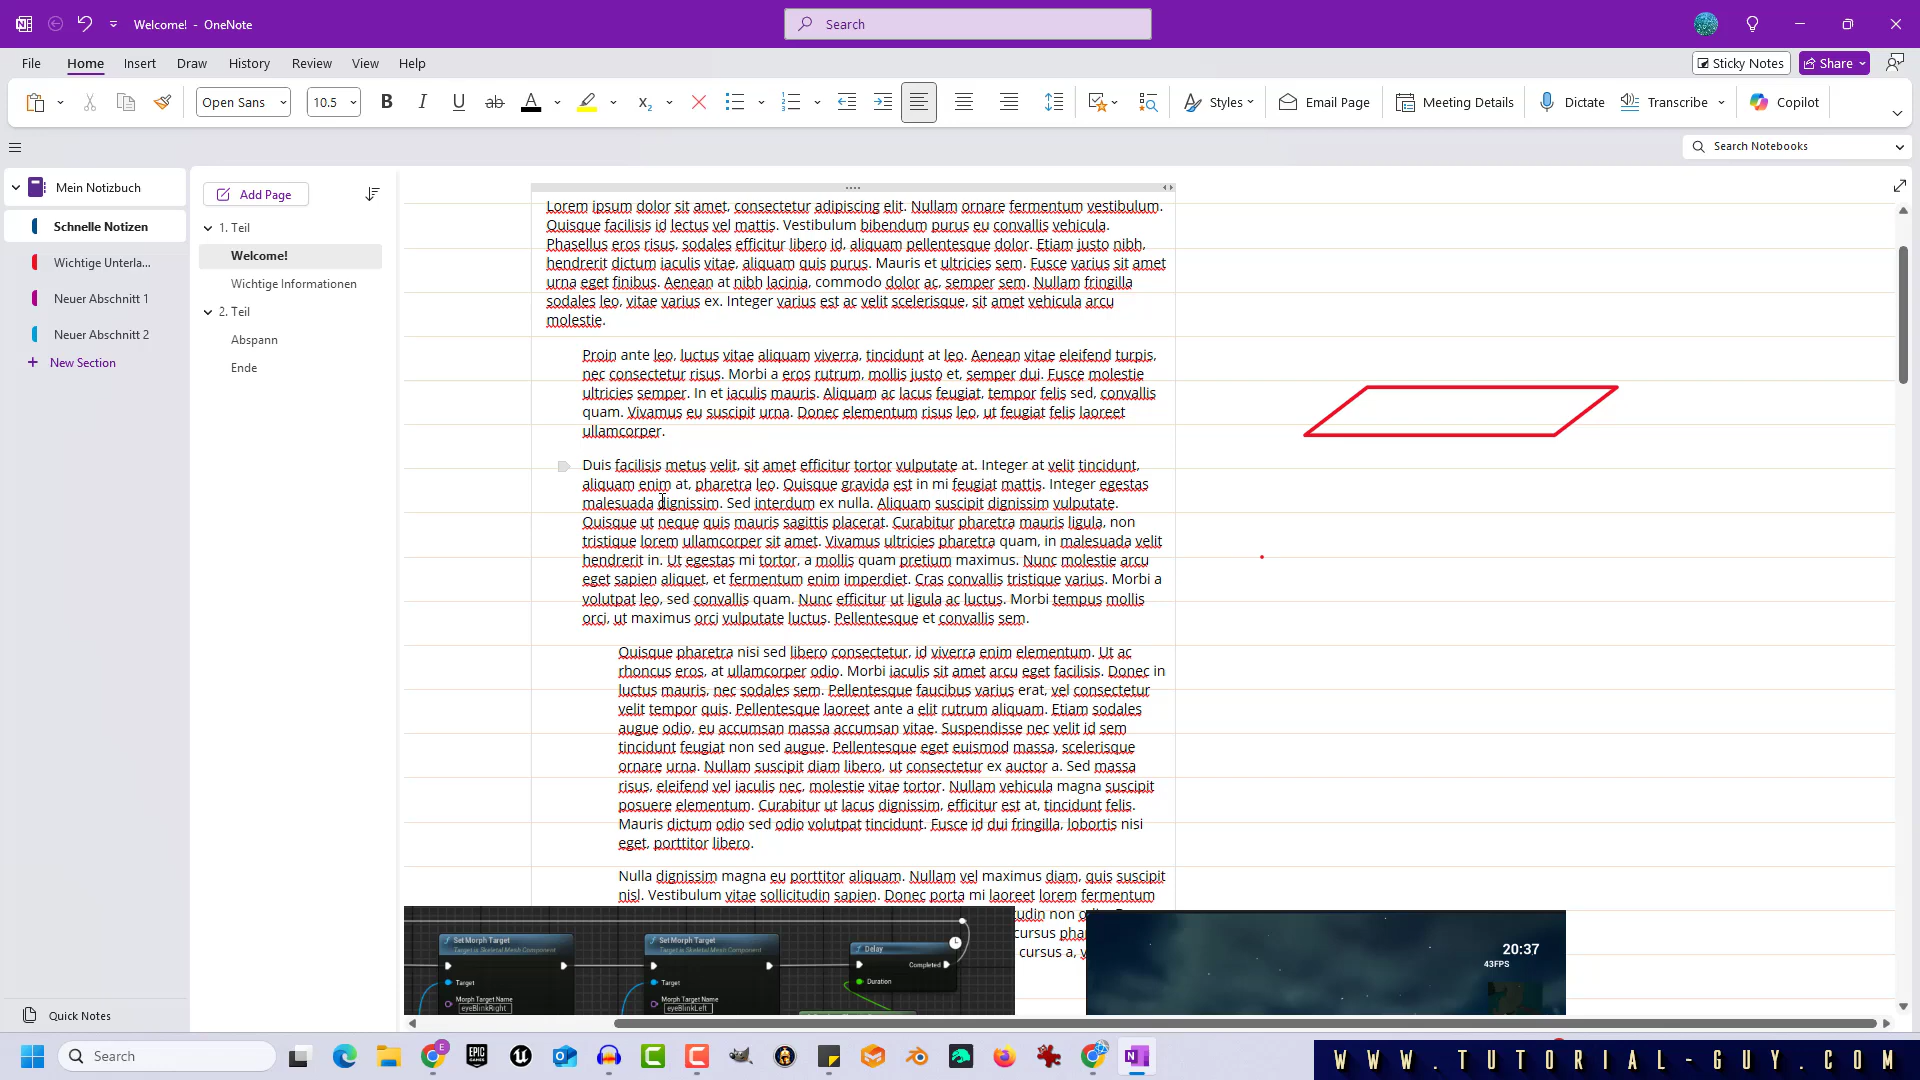 Welcome! - OneNote
Search
File Home Insert Draw History Review View Help
Sticky Notes Share
Open Sans 10.5 B I U ab A X₂ Styles Email Page Meeting Details Dictate Transcribe Copilot
Search Notebooks
Mein Notizbuch
Schnelle Notizen
Wichtige Unterla...
Neuer Abschnitt 1
Neuer Abschnitt 2
+ New Section
Quick Notes
Add Page
1. Teil
Welcome!
Wichtige Informationen
2. Teil
Abspann
Ende
Lorem ipsum dolor sit amet, consectetur adipiscing elit. Nullam ornare fermentum vestibulum.
Quisque facilisis id lectus vel mattis. Vestibulum bibendum purus eu convallis vehicula.
Phasellus eros risus, sodales efficitur libero id, aliquam pellentesque dolor. Etiam justo nibh,
hendrerit dictum iaculis vitae, aliquam quis purus. Mauris et ultricies sem. Fusce varius sit amet
urna eget finibus. Aenean at nibh lacinia, commodo dolor ac, semper sem. Nullam fringilla
sodales leo, vitae varius ex. Integer varius est ac velit scelerisque, sit amet vehicula arcu
molestie.
Proin ante leo, luctus vitae aliquam viverra, tincidunt at leo. Aenean vitae eleifend turpis,
nec consectetur risus. Morbi a eros rutrum, mollis justo et, semper dui. Fusce molestie
ultricies semper. In et iaculis mauris. Aliquam ac lacus feugiat, tempor felis sed, convallis
quam. Vivamus eu suscipit urna. Donec elementum risus leo, ut feugiat felis laoreet
ullamcorper.
Duis facilisis metus velit, sit amet efficitur tortor vulputate at. Integer at velit tincidunt,
aliquam enim at, pharetra leo. Quisque gravida est in mi feugiat mattis. Integer egestas
malesuada dignissim. Sed interdum ex nulla. Aliquam suscipit dignissim vulputate.
Quisque ut neque quis mauris sagittis placerat. Curabitur pharetra mauris ligula, non
tristique lorem ullamcorper sit amet. Vivamus ultricies pharetra quam, in malesuada velit
hendrerit in. Ut egestas mi tortor, a mollis quam pretium maximus. Nunc molestie arcu
eget sapien aliquet, et fermentum enim imperdiet. Cras convallis tristique varius. Morbi a
volutpat leo, sed convallis quam. Nunc efficitur ut ligula ac luctus. Morbi tempus mollis
orci, ut maximus orci vulputate luctus. Pellentesque et convallis sem.
Quisque pharetra nisi sed libero consectetur, id viverra enim elementum. Ut ac
rhoncus eros, at ullamcorper odio. Morbi iaculis sit amet arcu eget facilisis. Donec in
luctus mauris, nec sodales sem. Pellentesque faucibus varius erat, vel consectetur
velit tempor quis. Pellentesque laoreet ante a elit rutrum aliquam. Etiam sodales
augue odio, eu accumsan massa accumsan vitae. Suspendisse nec velit id sem
tincidunt feugiat non sed augue. Pellentesque eget euismod massa, scelerisque
ornare urna. Nullam suscipit diam libero, ut consectetur ex auctor a. Sed massa
risus, eleifend vel iaculis nec, molestie vitae tortor. Nullam vehicula magna suscipit
posuere elementum. Curabitur ut lacus dignissim, efficitur est at, tincidunt felis.
Mauris dictum odio sed odio volutpat tincidunt. Fusce id dui fringilla, lobortis nisi
eget, porttitor libero.
Nulla dignissim magna eu porttitor aliquam. Nullam vel maximus diam, quis suscipit
nisl. Vestibulum vitae sollicitudin sapien. Donec porta mi laoreet lorem fermentum
cursus a,
Set Morph Target
Target is Skeletal Mesh Component
Target
Morph Target Name
eyeBlinkRight
Set Morph Target
Target is Skeletal Mesh Component
Target
Morph Target Name
eyeBlinkLeft
Delay
Completed
Duration
20:37
43FPS
Search
WWW.TUTORIAL-GUY.COM